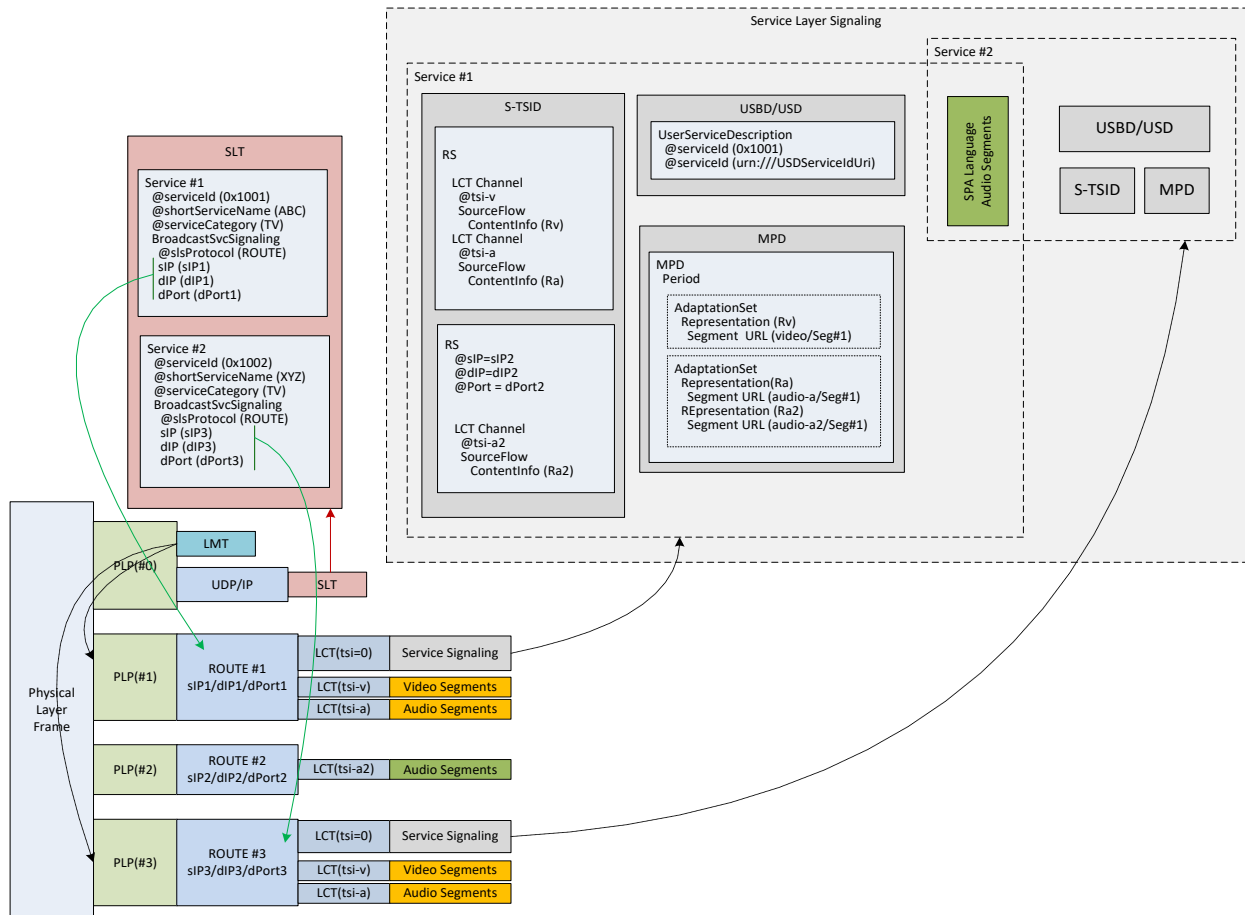 Service Layer Signaling
Service #2
Service #1
S-TSID
RS
LCT Channel
@tsi-v
SourceFlow
ContentInfo (Rv)
LCT Channel
@tsi-a
SourceFlow
ContentInfo (Ra)
RS
@sIP=sIP2
@dIP=dIP2
@Port = dPort2
LCT Channel
@tsi-a2
SourceFlow
ContentInfo (Ra2)
USBD/USD
UserServiceDescription
@serviceId (0x1001)
@serviceId (urn:///USDServiceIdUri)
MPD
MPD
Period
AdaptationSet
Representation (Rv)
Segment URL (video/Seg#1)
AdaptationSet
Representation(Ra)
Segment URL (audio-a/Seg#1)
REpresentation (Ra2)
Segment URL (audio-a2/Seg#1)
SPA Language
Audio Segments
USBD/USD
S-TSID
MPD
SLT
Service #1
@serviceId (0x1001)
@shortServiceName (ABC)
@serviceCategory (TV)
BroadcastSvcSignaling
@slsProtocol (ROUTE)
sIP (sIP1)
dIP (dIP1)
dPort (dPort1)
Service #2
@serviceId (0x1002)
@shortServiceName (XYZ)
@serviceCategory (TV)
BroadcastSvcSignaling
@slsProtocol (ROUTE)
sIP (sIP3)
dIP (dIP3)
dPort (dPort3)
Physical
Layer
Frame
PLP(#0)
LMT
UDP/IP
SLT
PLP(#1)
ROUTE #1
sIP1/dIP1/dPort1
LCT(tsi=0)
Service Signaling
LCT(tsi-v)
Video Segments
LCT(tsi-a)
Audio Segments
PLP(#2)
ROUTE #2
sIP2/dIP2/dPort2
LCT(tsi-a2)
Audio Segments
PLP(#3)
ROUTE #3
sIP3/dIP3/dPort3
LCT(tsi=0)
Service Signaling
LCT(tsi-v)
Video Segments
LCT(tsi-a)
Audio Segments